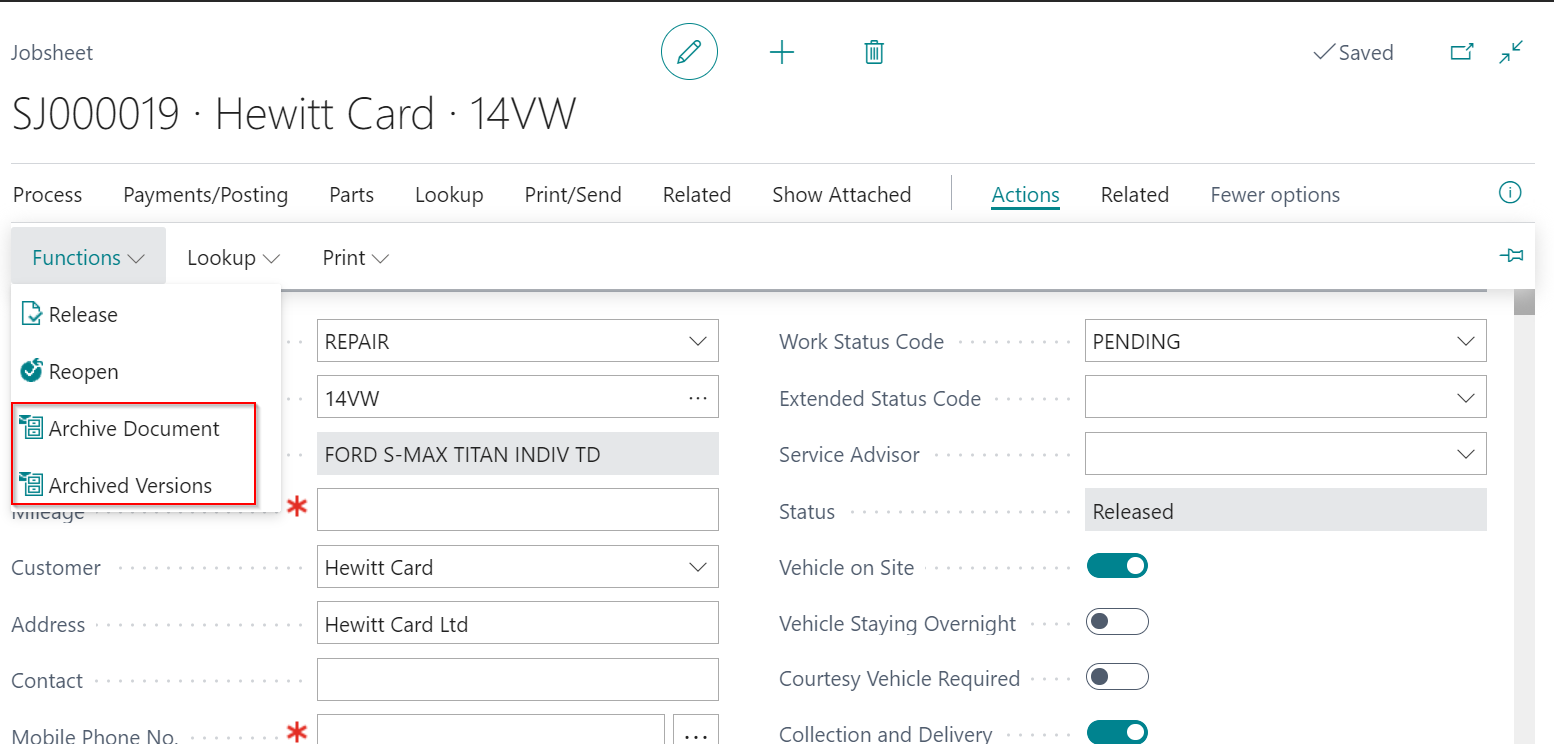 Jobsheet
Saved
SJ000019 · Hewitt Card · 14VW
Process Payments/Posting Parts Lookup Print/Send Related Show Attached Actions Related Fewer options
Functions Lookup Print
Release
Reopen
Archive Document
Archived Versions
REPAIR
14VW
FORD S-MAX TITAN INDIV TD
Mileage
Customer Hewitt Card
Address Hewitt Card Ltd
Contact
Mobile Phone No.
Work Status Code PENDING
Extended Status Code
Service Advisor
Status Released
Vehicle on Site
Vehicle Staying Overnight
Courtesy Vehicle Required
Collection and Delivery